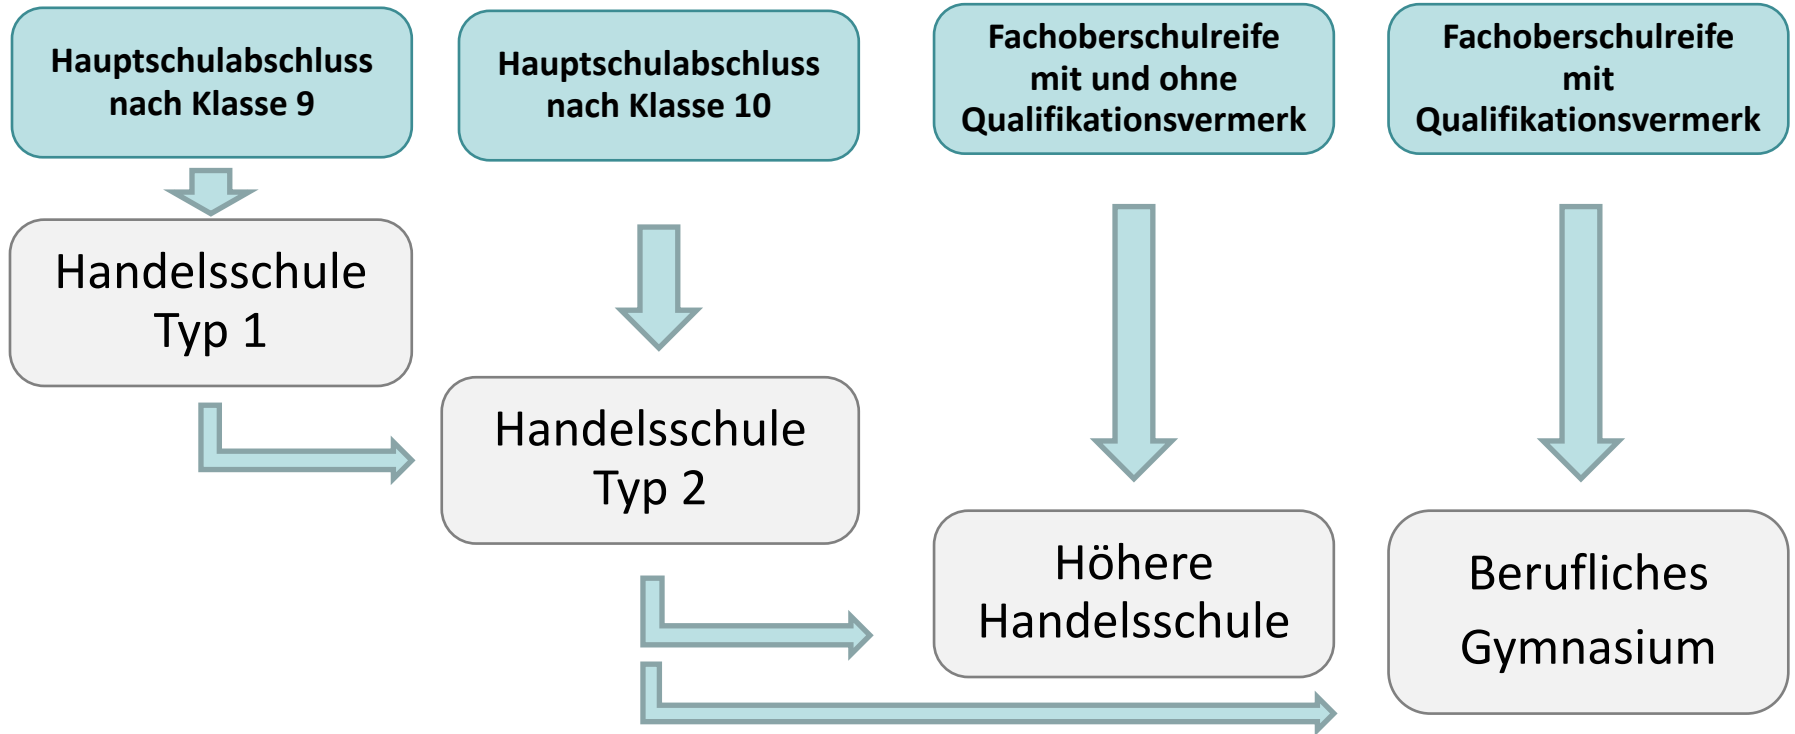 Hauptschulabschluss
nach Klasse 9
Hauptschulabschluss
nach Klasse 10
Fachoberschulreife
mit und ohne
Qualifikationsvermerk
Fachoberschulreife
mit
Qualifikationsvermerk
Handelsschule
Typ 1
Handelsschule
Typ 2
Höhere
Handelsschule
Berufliches
Gymnasium